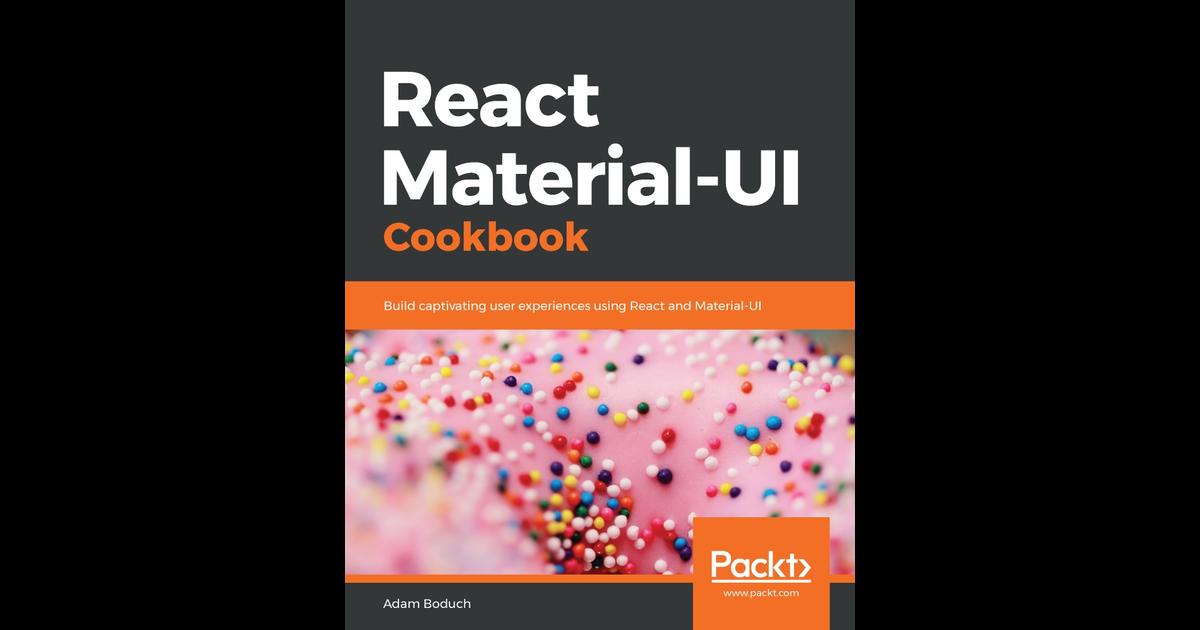 React
Material-UI
Cookbook
Build captivating user experiences using React and Material-UI
Packt>
www.packt.com
Adam Boduch